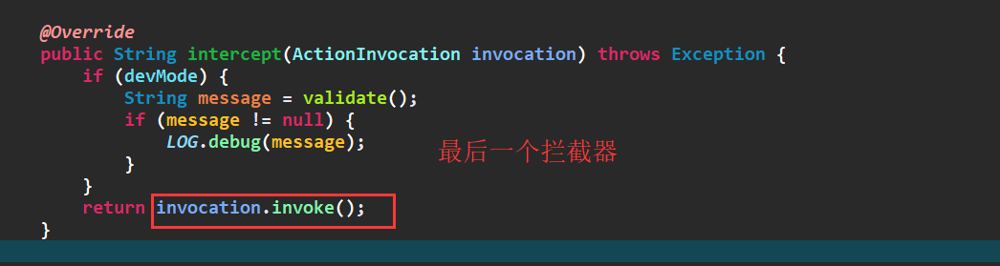 @Override
public String intercept(ActionInvocation invocation) throws Exception {
    if (devMode) {
        String message = validate();
        if (message != null) {
            LOG.debug(message);
        }
    }
最后一个拦截器
    return invocation.invoke();
}